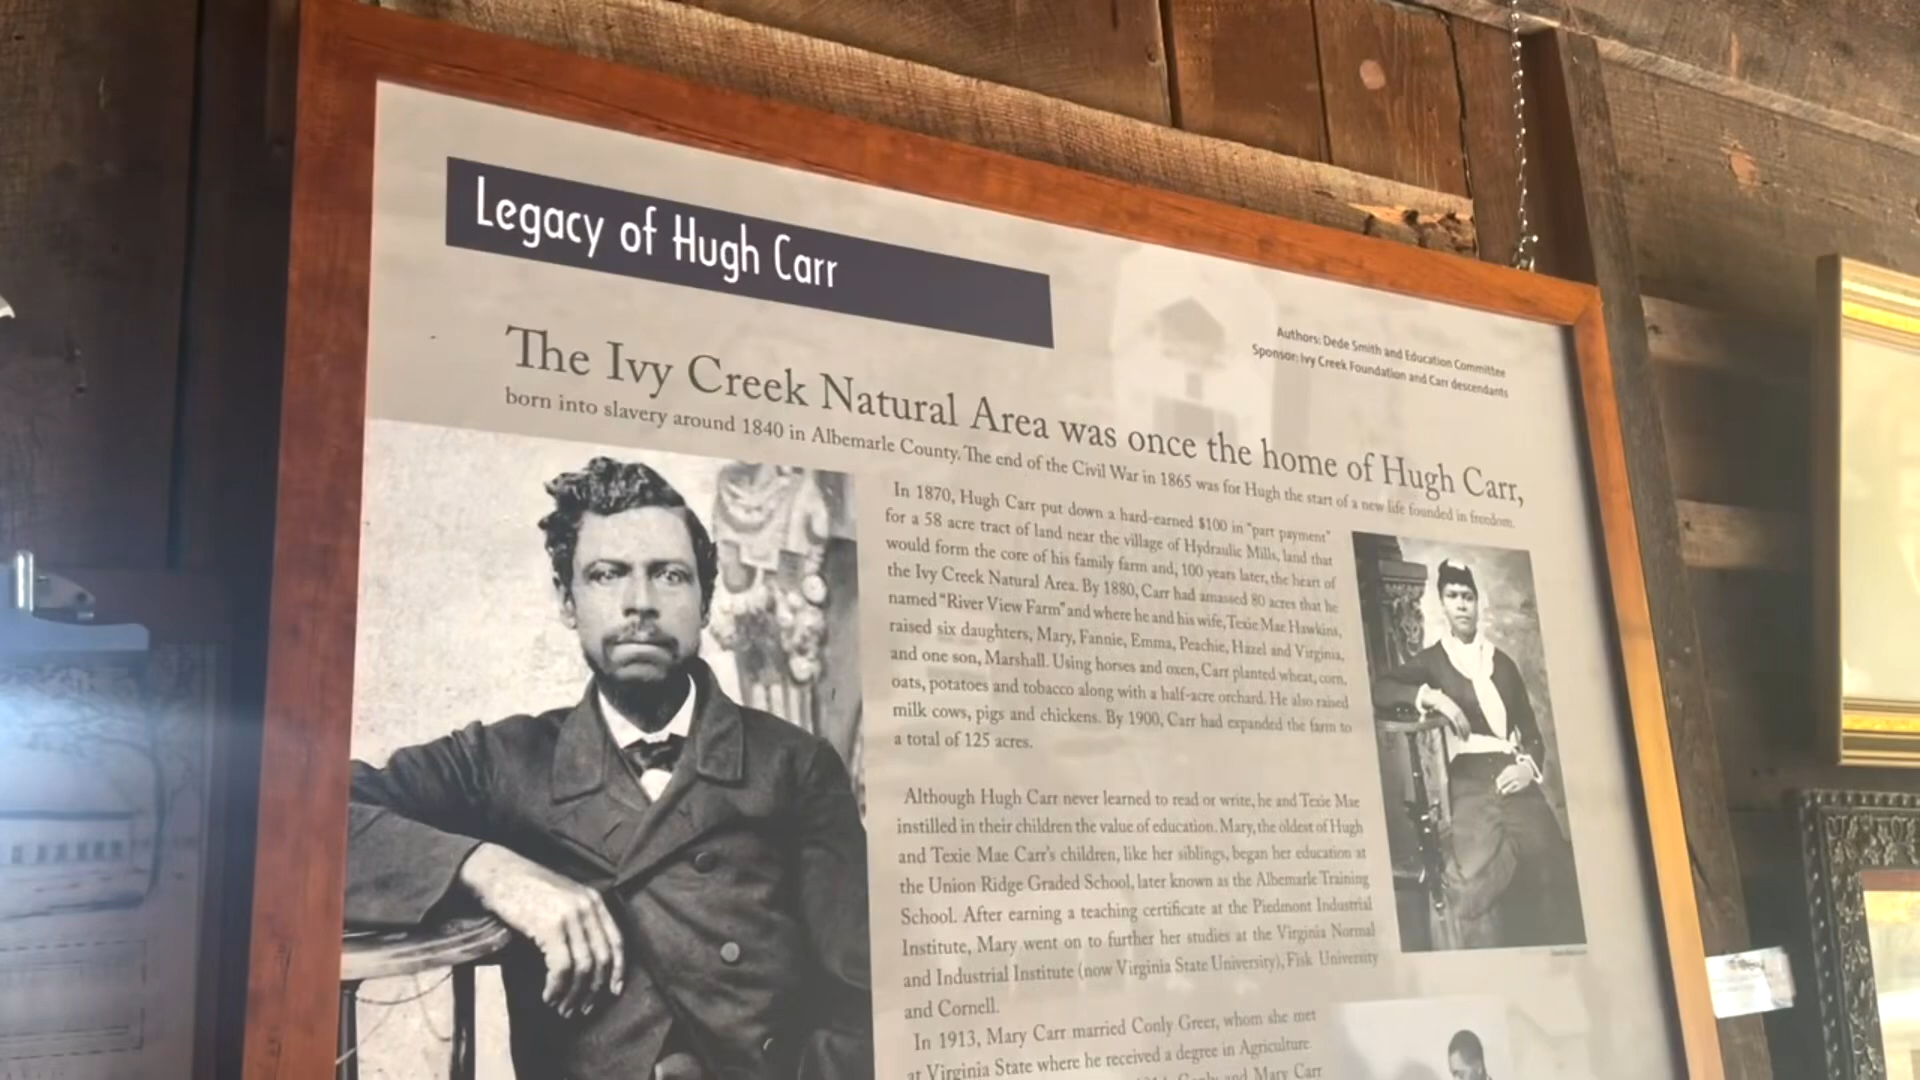 Legacy of Hugh Carr
Authors: Dede Smith and Education Committee
Sponsor: Ivy Creek Foundation and Carr descendants
The Ivy Creek Natural Area was once the home of Hugh Carr,
born into slavery around 1840 in Albemarle County. The end of the Civil War in 1865 was for Hugh the start of a new life founded in freedom.
In 1870, Hugh Carr put down a hard-earned $100 in "part payment"
for a 58 acre tract of land near the village of Hydraulic Mills, land that
would form the core of his family farm and, 100 years later, the heart of
the Ivy Creek Natural Area. By 1880, Carr had amassed 80 acres that he
named "River View Farm" and where he and his wife, Texie Mae Hawkins,
raised six daughters, Mary, Fannie, Emma, Peachie, Hazel and Virginia,
and one son, Marshall. Using horses and oxen, Carr planted wheat, corn,
oats, potatoes and tobacco along with a half-acre orchard. He also raised
milk cows, pigs and chickens. By 1900, Carr had expanded the farm to
a total of 125 acres.
Although Hugh Carr never learned to read or write, he and Texie Mae
instilled in their children the value of education. Mary, the oldest of Hugh
and Texie Mae Carr's children, like her siblings, began her education at
the Union Ridge Graded School, later known as the Albemarle Training
School. After earning a teaching certificate at the Piedmont Industrial
Institute, Mary went on to further her studies at the Virginia Normal
and Industrial Institute (now Virginia State University), Fisk University
and Cornell.
In 1913, Mary Carr married Conly Greer, whom she met
at Virginia State where he received a degree in Agriculture.
Conly and Mary Carr